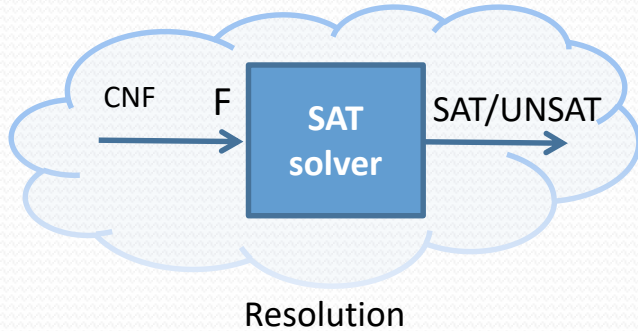 CNF
F
SAT
solver
SAT/UNSAT
Resolution